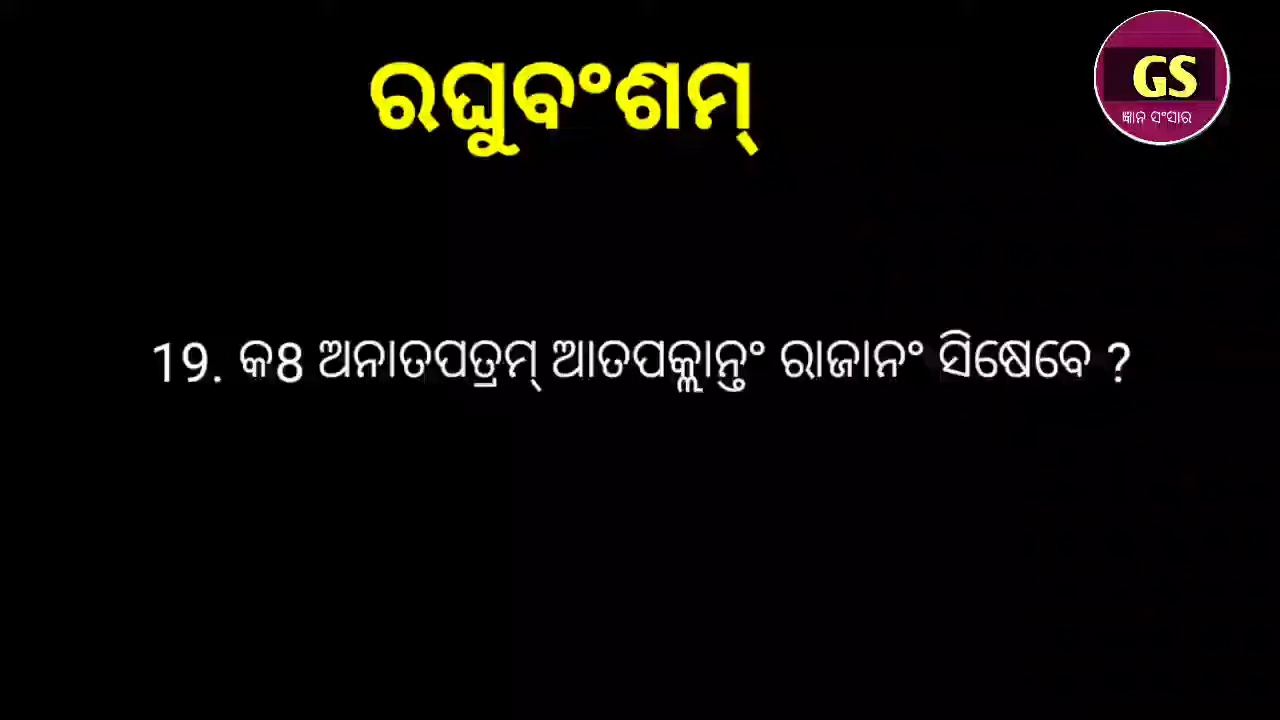 ରଘୁବଂଶମ୍
GS
ଜ୍ଞାନ ସଂସାର
19. କଃ ଅନାତପତ୍ରମ୍ ଆତପକ୍ଲାନ୍ତଂ ରାଜାନଂ ସିଷେବେ ?